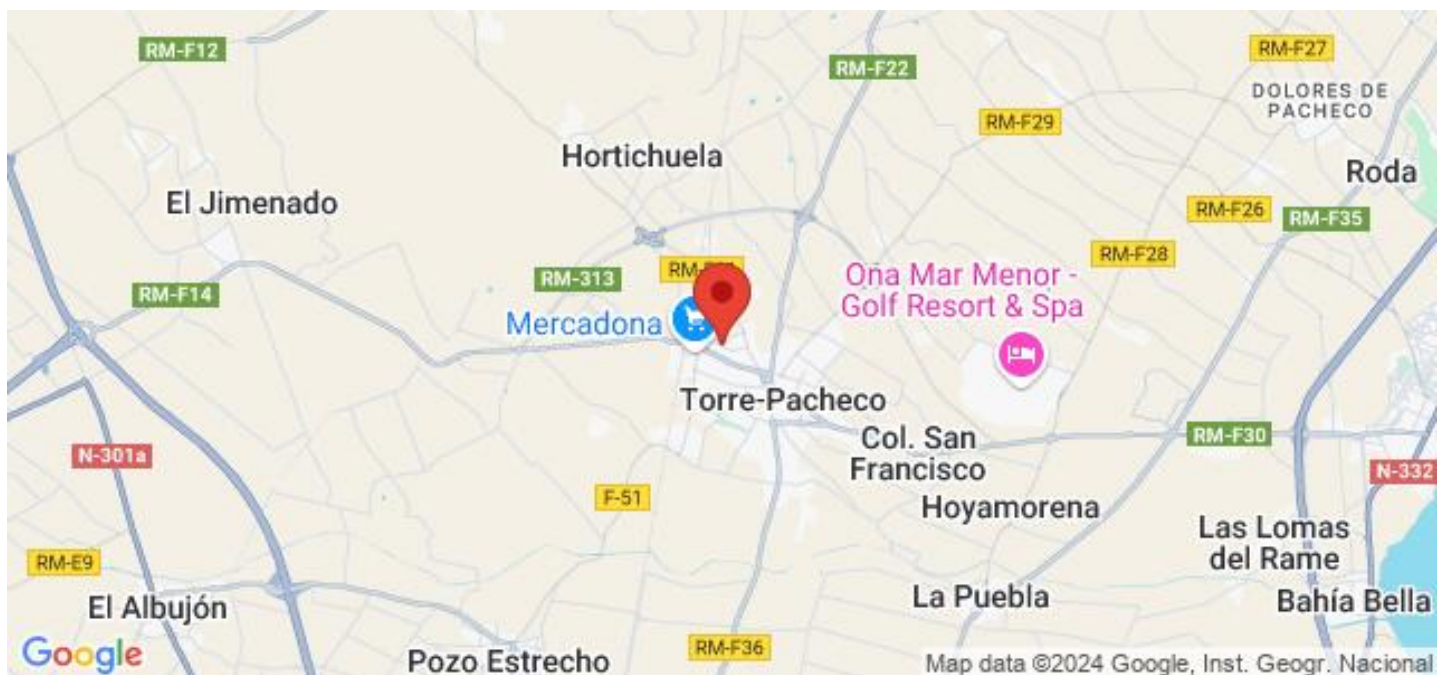 RM-F12
RM-F22
RM-F27
DOLORES DE
PACHECO
RM-F29
Hortichuela
Roda
El Jimenado
RM-F26
RM-F35
RM-F28
RM-313
Ona Mar Menor -
Golf Resort & Spa
RM-F14
Mercadona
Torre-Pacheco
Col. San
Francisco
RM-F30
N-301a
N-332
F-51
Hoyamorena
Las Lomas
del Rame
RM-E9
El Albujón
La Puebla
Bahía Bella
Google
Pozo Estrecho
RM-F36
Map data ©2024 Google, Inst. Geogr. Nacional